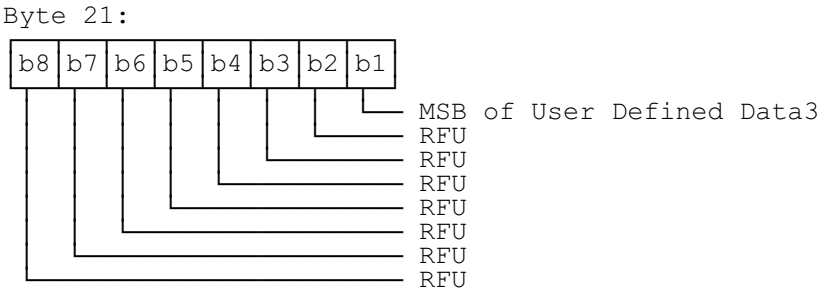 Byte 21:
b8 b7 b6 b5 b4 b3 b2 b1
MSB of User Defined Data3
RFU
RFU
RFU
RFU
RFU
RFU
RFU